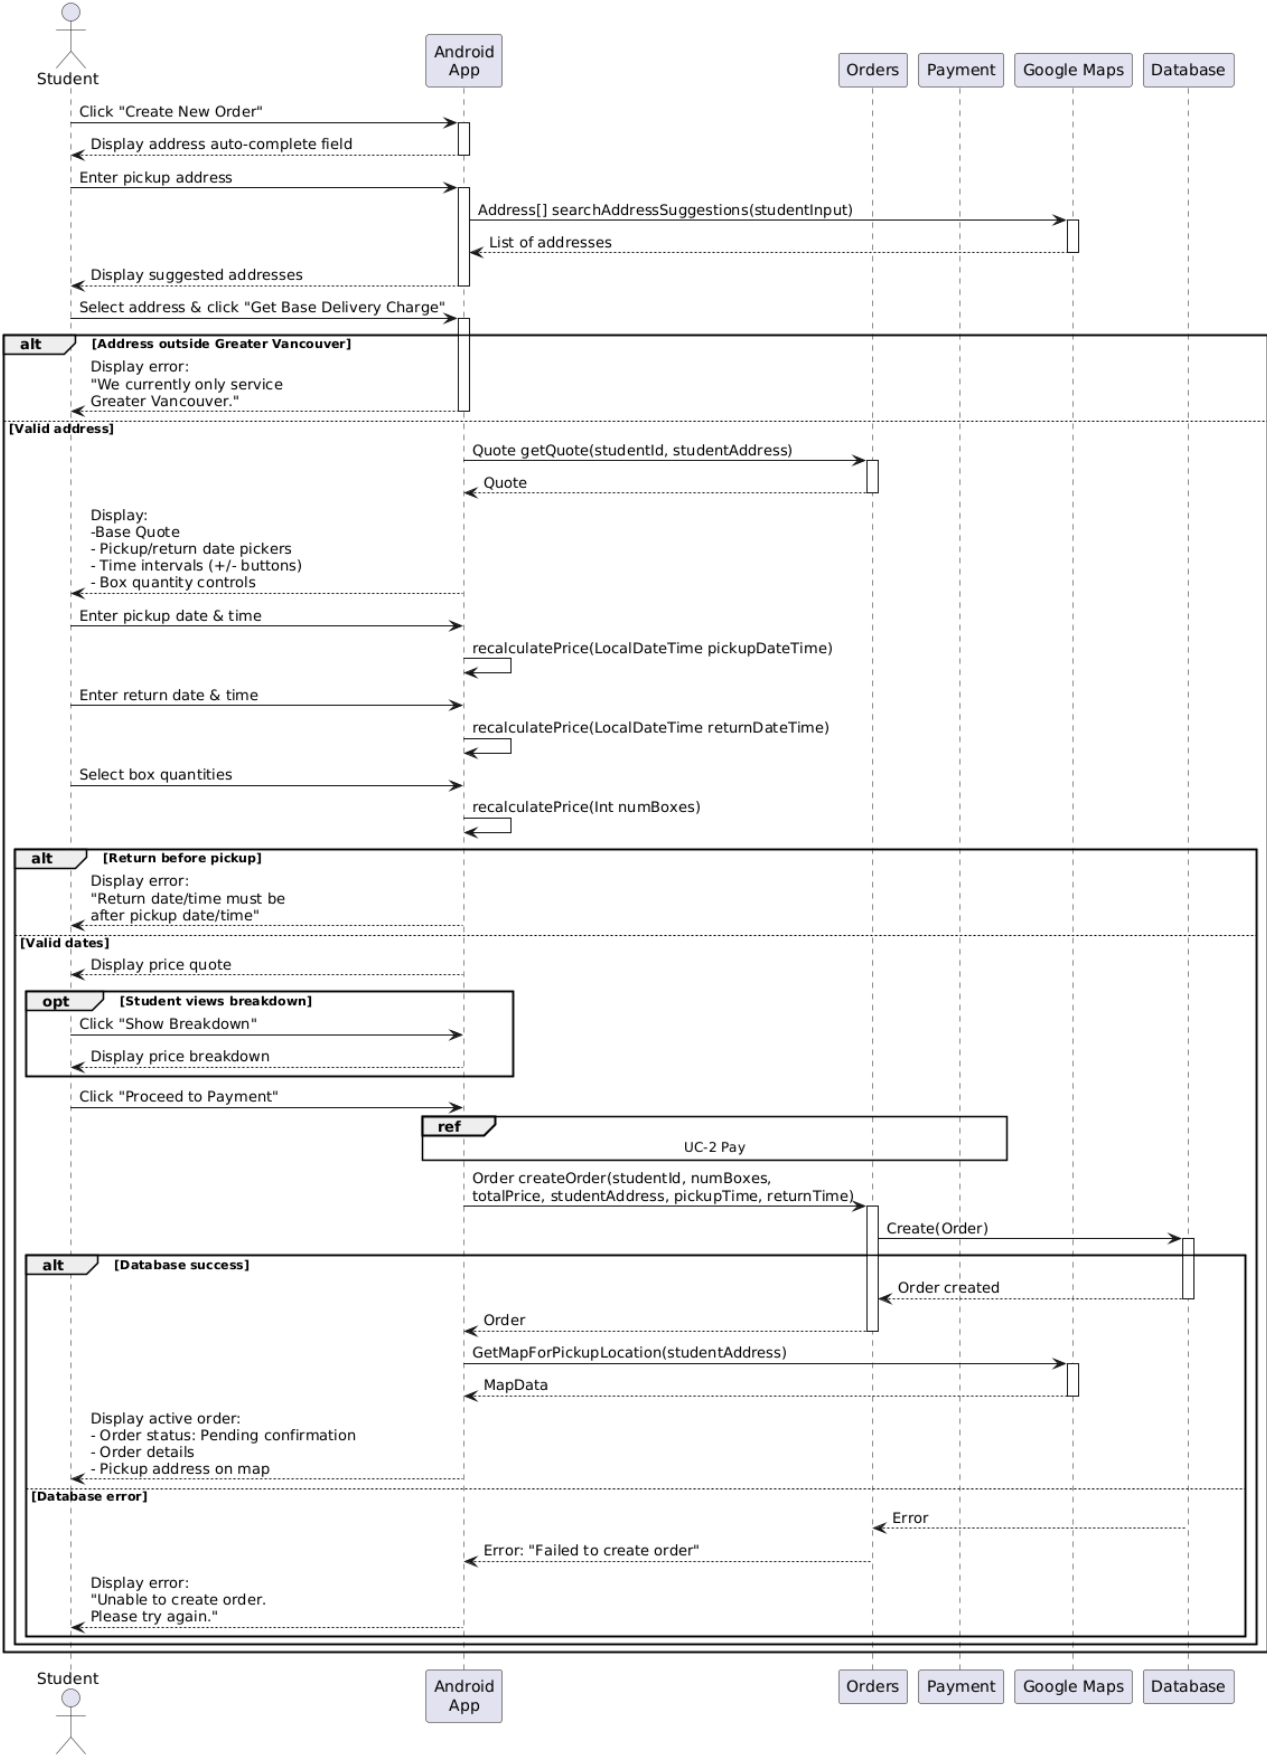 Student
Android
App
Orders
Payment
Google Maps
Database
Click "Create New Order"
Display address auto-complete field
Enter pickup address
Address[] searchAddressSuggestions(studentInput)
List of addresses
Display suggested addresses
Select address & click "Get Base Delivery Charge"
alt
[Address outside Greater Vancouver]
Display error:
"We currently only service
Greater Vancouver."
[Valid address]
Quote getQuote(studentId, studentAddress)
Quote
Display:
-Base Quote
- Pickup/return date pickers
- Time intervals (+/- buttons)
- Box quantity controls
Enter pickup date & time
recalculatePrice(LocalDateTime pickupDateTime)
Enter return date & time
recalculatePrice(LocalDateTime returnDateTime)
Select box quantities
recalculatePrice(Int numBoxes)
alt
[Return before pickup]
Display error:
"Return date/time must be
after pickup date/time"
[Valid dates]
Display price quote
opt
[Student views breakdown]
Click "Show Breakdown"
Display price breakdown
Click "Proceed to Payment"
ref
UC-2 Pay
Order createOrder(studentId, numBoxes,
totalPrice, studentAddress, pickupTime, returnTime)
Create(Order)
alt
[Database success]
Order created
Order
GetMapForPickupLocation(studentAddress)
MapData
Display active order:
- Order status: Pending confirmation
- Order details
- Pickup address on map
[Database error]
Error
Error: "Failed to create order"
Display error:
"Unable to create order.
Please try again."
Student
Android
App
Orders
Payment
Google Maps
Database